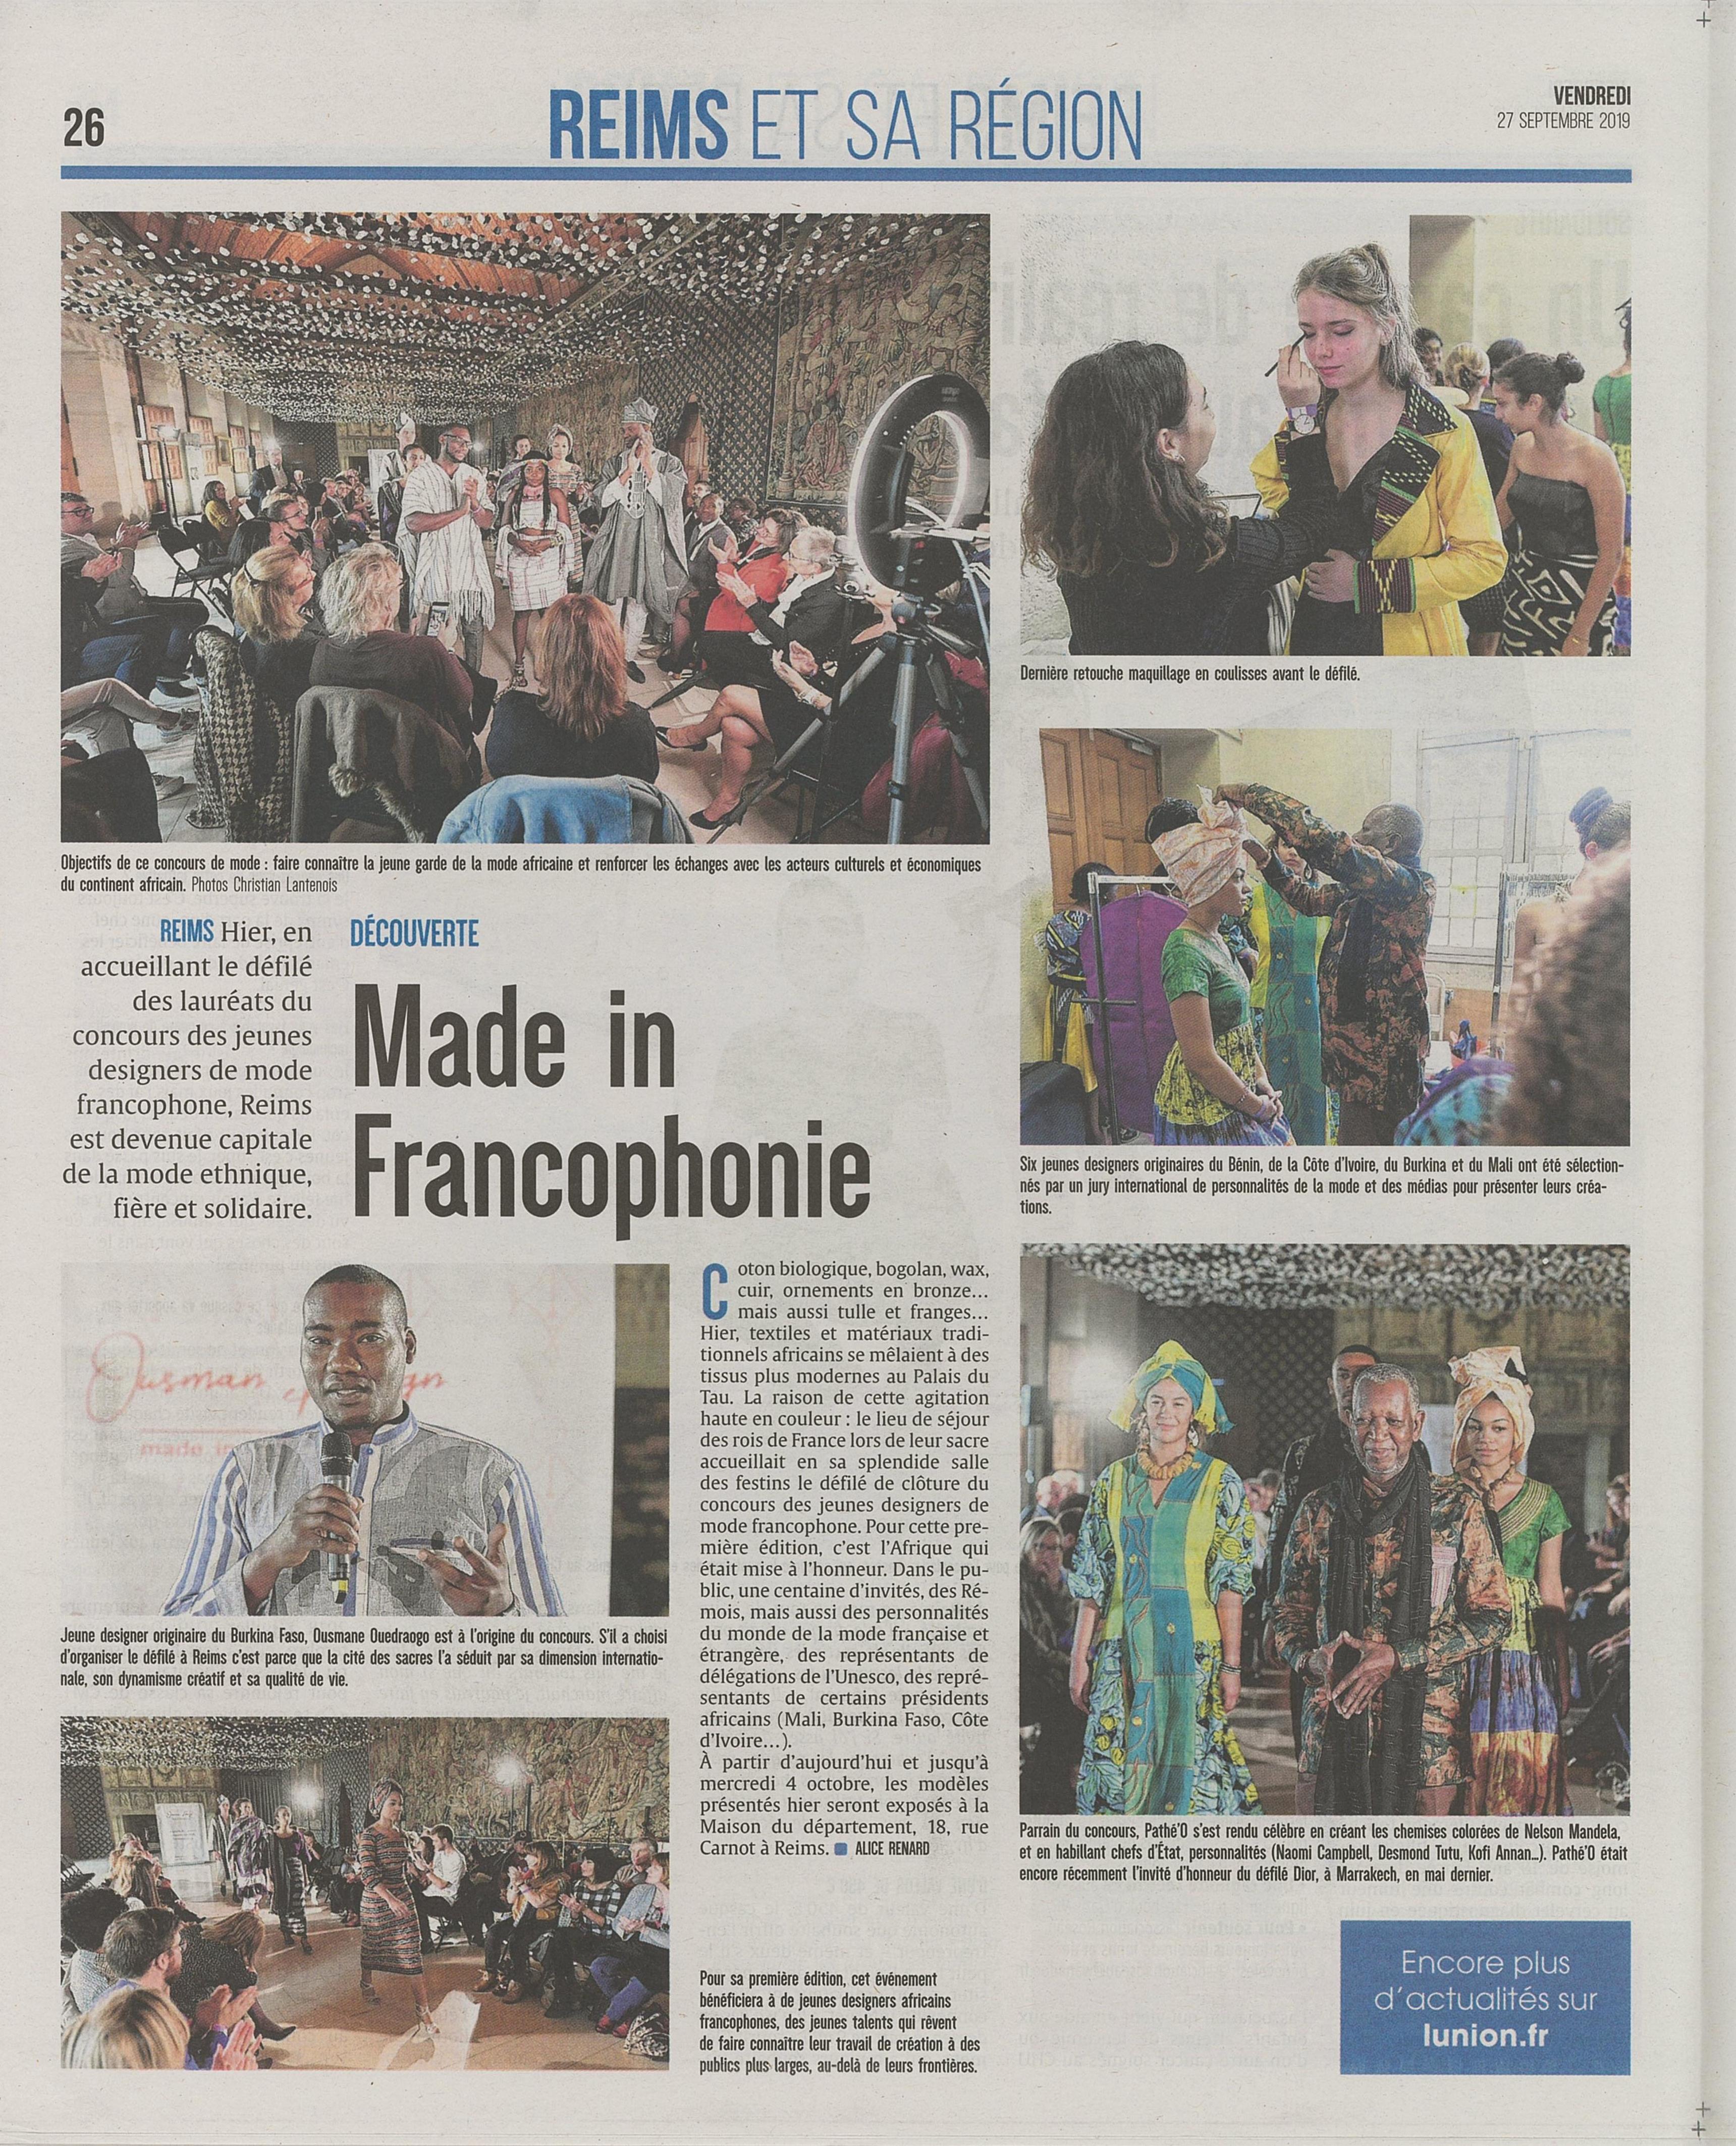 26
REIMS ET SA RÉGION
VENDREDI
27 SEPTEMBRE 2019
Objectifs de ce concours de mode : faire connaître la jeune garde de la mode africaine et renforcer les échanges avec les acteurs culturels et économiques
du continent africain. Photos Christian Lantenois
Dernière retouche maquillage en coulisses avant le défilé.
Six jeunes designers originaires du Bénin, de la Côte d'Ivoire, du Burkina et du Mali ont été sélection-
nés par un jury international de personnalités de la mode et des médias pour présenter leurs créa-
tions.
REIMS Hier, en
accueillant le défilé
des lauréats du
concours des jeunes
designers de mode
francophone, Reims
est devenue capitale
de la mode ethnique,
fière et solidaire.
DÉCOUVERTE
Made in
Francophonie
Ousman
made in
Jeune designer originaire du Burkina Faso, Ousmane Ouedraogo est à l'origine du concours. S'il a choisi
d'organiser le défilé à Reims c'est parce que la cité des sacres l'a séduit par sa dimension internatio-
nale, son dynamisme créatif et sa qualité de vie.
Coton biologique, bogolan, wax,
cuir, ornements en bronze...
mais aussi tulle et franges...
Hier, textiles et matériaux tradi-
tionnels africains se mêlaient à des
tissus plus modernes au Palais du
Tau. La raison de cette agitation
haute en couleur : le lieu de séjour
des rois de France lors de leur sacre
accueillait en sa splendide salle
des festins le défilé de clôture du
concours des jeunes designers de
mode francophone. Pour cette pre-
mière édition, c'est l'Afrique qui
était mise à l'honneur. Dans le pu-
blic, une centaine d'invités, des Ré-
mois, mais aussi des personnalités
du monde de la mode française et
étrangère, des représentants de
délégations de l'Unesco, des repré-
sentants de certains présidents
africains (Mali, Burkina Faso, Côte
d'Ivoire...).
À partir d'aujourd'hui et jusqu'à
mercredi 4 octobre, les modèles
présentés hier seront exposés à la
Maison du département, 18, rue
Carnot à Reims. ■ ALICE RENARD
Pour sa première édition, cet événement
bénéficiera à de jeunes designers africains
francophones, des jeunes talents qui rêvent
de faire connaître leur travail de création à des
publics plus larges, au-delà de leurs frontières.
Parrain du concours, Pathé'O s'est rendu célèbre en créant les chemises colorées de Nelson Mandela,
et en habillant chefs d'État, personnalités (Naomi Campbell, Desmond Tutu, Kofi Annan...). Pathé'O était
encore récemment l'invité d'honneur du défilé Dior, à Marrakech, en mai dernier.
Encore plus
d'actualités sur
lunion.fr